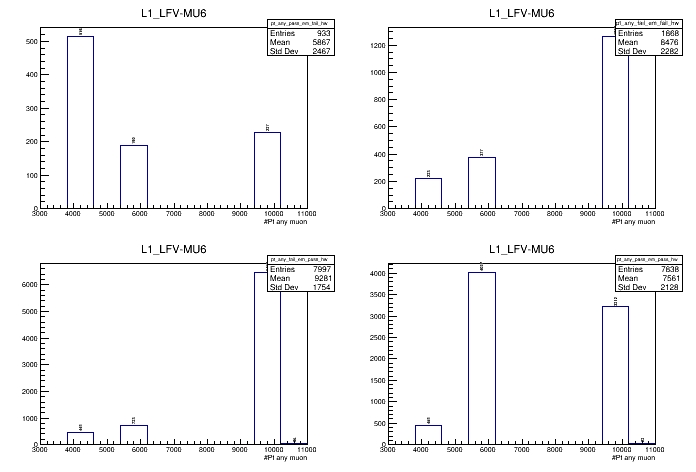 L1_LFV-MU6
pt_any_pass_em_fail_hw
Entries 933
Mean 5867
Std Dev 2467
500
400
300
200
100
0
190
227
3000 4000 5000 6000 7000 8000 9000 10000 11000
#Pt any muon
L1_LFV-MU6
pt_any_fail_em_fail_hw
Entries 1868
Mean 8476
Std Dev 2282
1200
1000
800
600
400
200
0
377
3000 4000 5000 6000 7000 8000 9000 10000 11000
#Pt any muon
L1_LFV-MU6
pt_any_fail_em_pass_hw
Entries 7997
Mean 9281
Std Dev 1754
6000
5000
4000
3000
2000
1000
0
3000 4000 5000 6000 7000 8000 9000 10000 11000
#Pt any muon
L1_LFV-MU6
pt_any_pass_em_pass_hw
Entries 7838
Mean 7561
Std Dev 2128
4000
3500
3000
2500
2000
1500
1000
500
0
3000 4000 5000 6000 7000 8000 9000 10000 11000
#Pt any muon